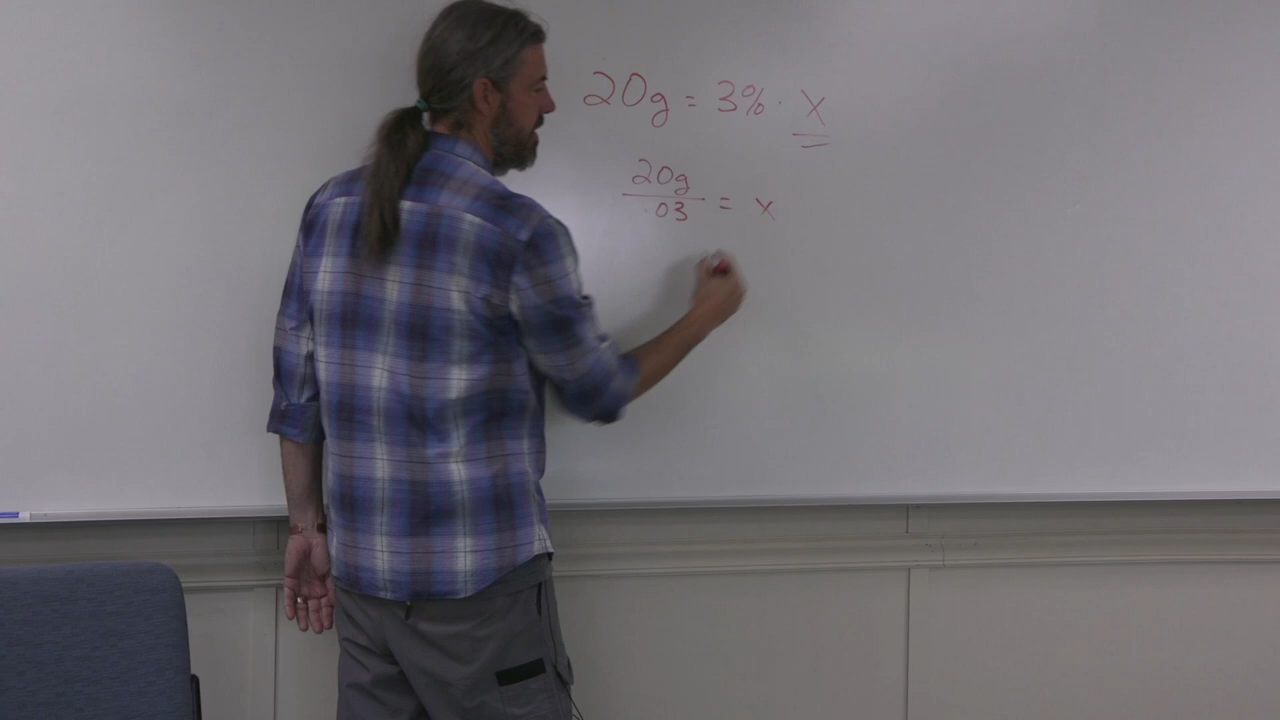 20g = 3% · x
20g
.03 = x